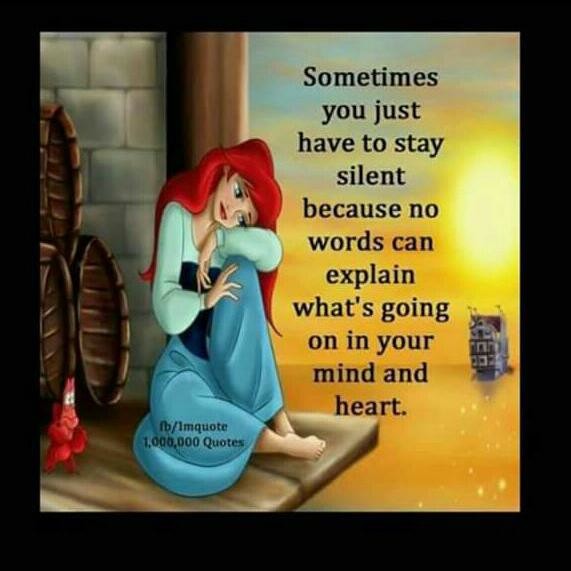 Sometimes
you just
have to stay
silent
because no
words can
explain
what's going
on in your
mind and
heart.
fb/1mquote
1,000,000 Quotes